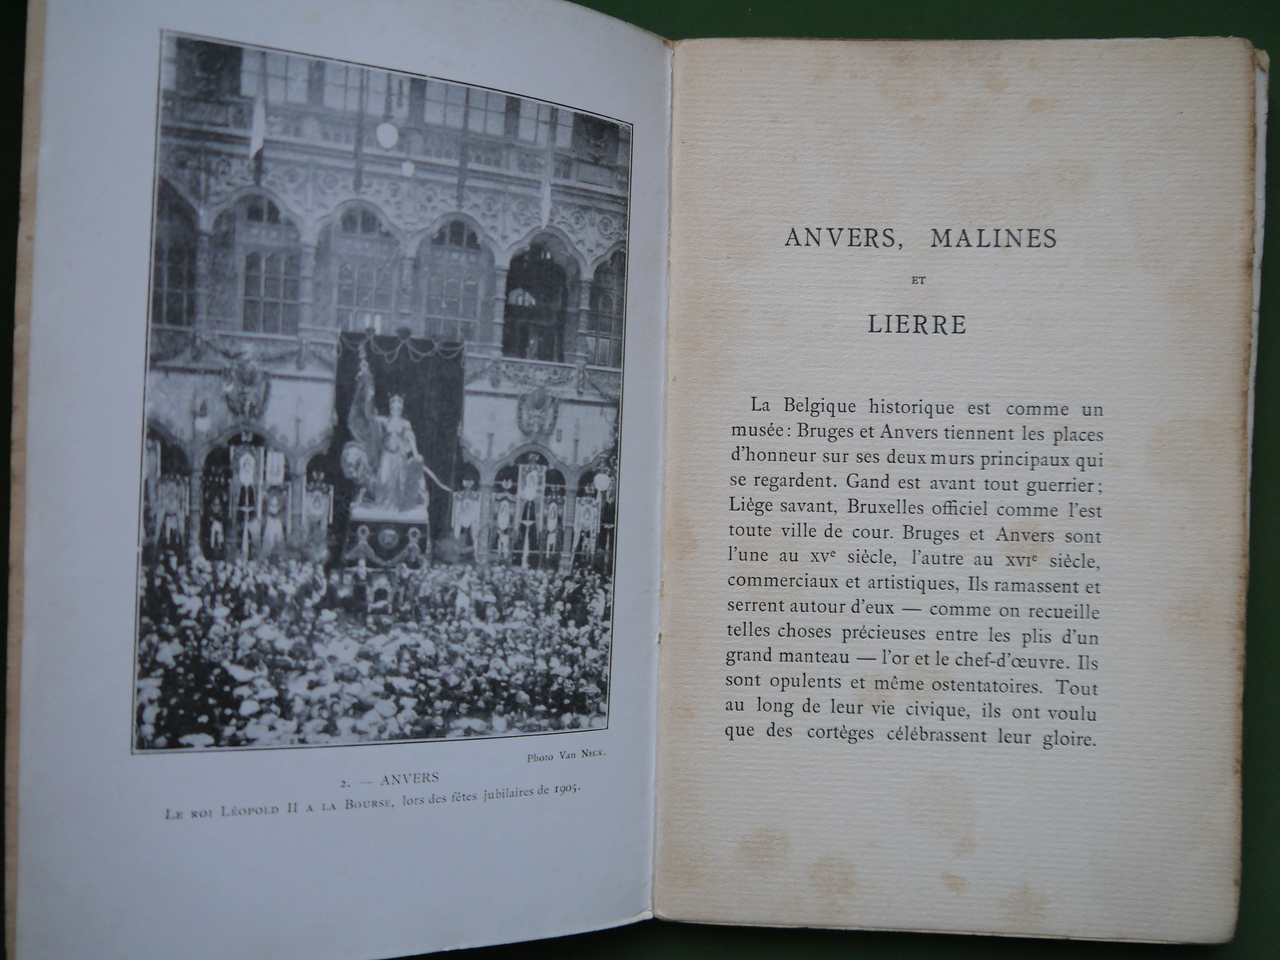 Photo Van Neck.
2. — ANVERS
Le roi Léopold II a la Bourse, lors des fêtes jubilaires de 1905.
ANVERS, MALINES
ET
LIERRE
La Belgique historique est comme un
musée : Bruges et Anvers tiennent les places
d'honneur sur ses deux murs principaux qui
se regardent. Gand est avant tout guerrier ;
Liège savant, Bruxelles officiel comme l'est
toute ville de cour. Bruges et Anvers sont
l'une au XVe siècle, l'autre au XVIe siècle,
commerciaux et artistiques, Ils ramassent et
serrent autour d'eux — comme on recueille
telles choses précieuses entre les plis d'un
grand manteau — l'or et le chef-d'œuvre. Ils
sont opulents et même ostentatoires. Tout
au long de leur vie civique, ils ont voulu
que des cortèges célébrassent leur gloire.